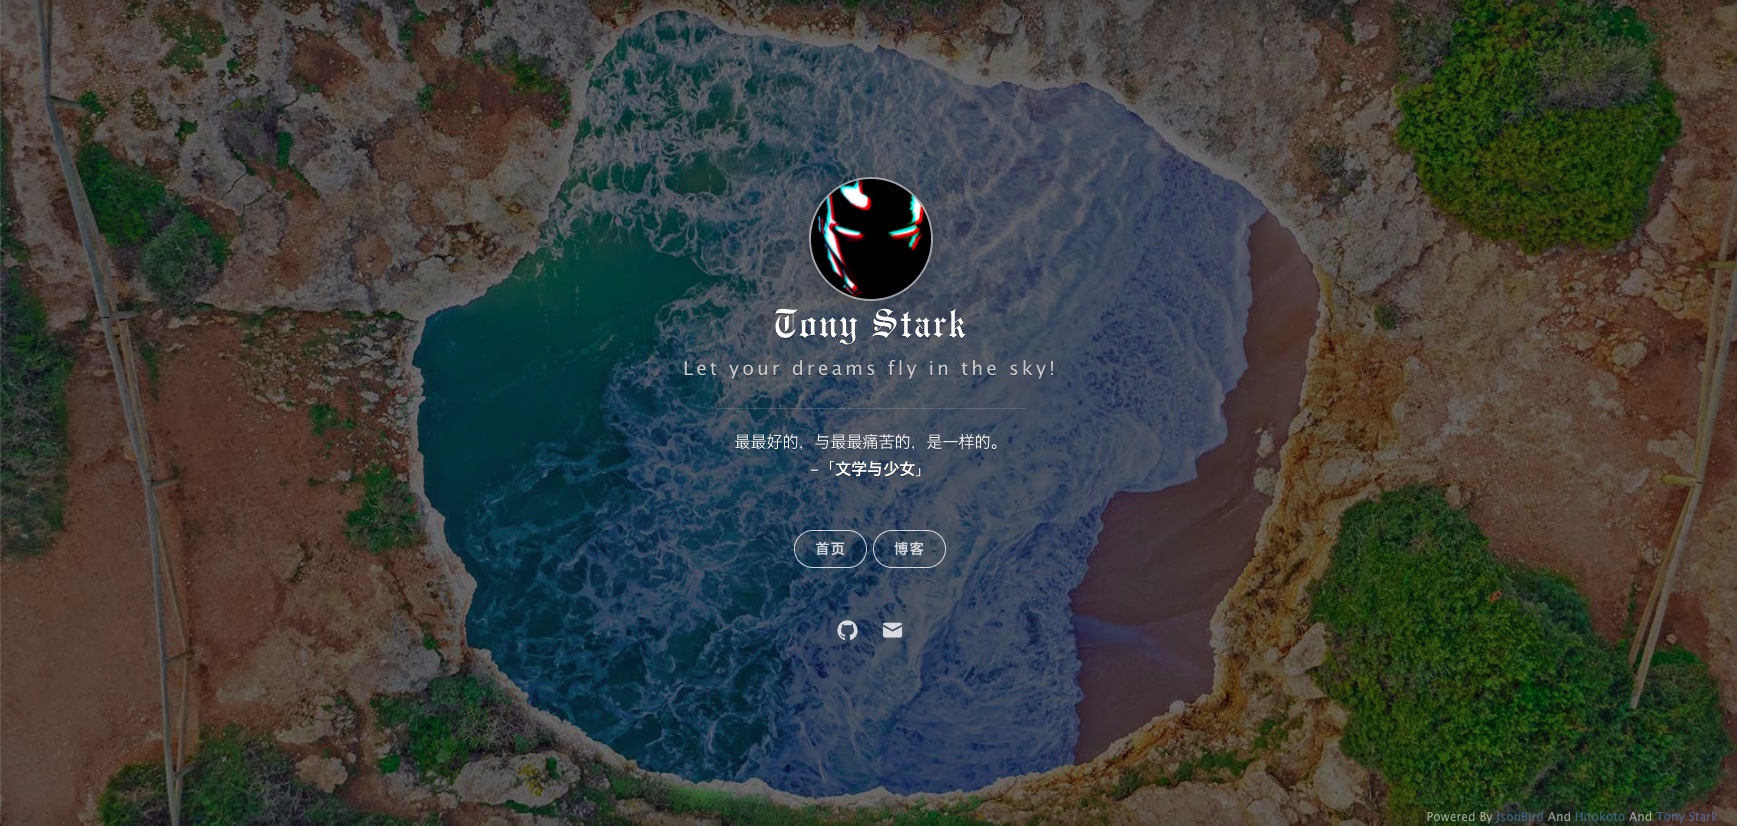 Tony Stark
Let your dreams fly in the sky!
最最好的，与最最痛苦的，是一样的。
-「文学与少女」
首页 博客
Powered By JsonBird And Hitokoto And Tony Stark